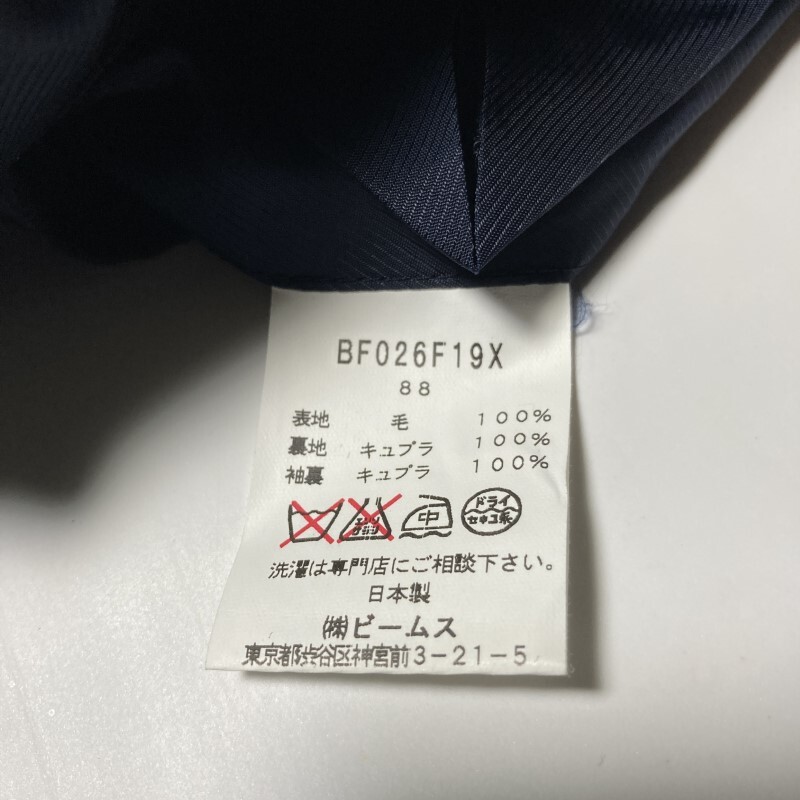 BF026F19X
88
表地 毛 100%
裏地 キュプラ 100%
袖裏 キュプラ 100%
中 ドライ
セキユ系
洗濯は専門店にご相談下さい。
日本製
㈱ビームス
東京都渋谷区神宮前3-21-5